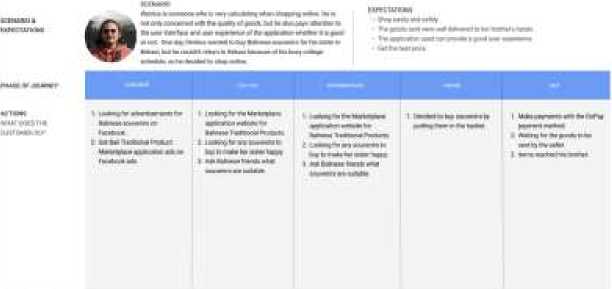 SCENARIO
is someone who is very calculating when shopping online. he is
not only concerned with the quality of goods, but he also pays attention to
the user interface and user experience of the application whether it is good
or not. One day, wanted to buy Balinese souvenirs for his sister in
but he couldn't return to because of his busy college
schedule, so he decided to shop online.
SCENARIO &
EXPECTATIONS
EXPECTATIONS
- Shop easily and safely
- The goods sent were well delivered to her brother's hands
- The application used can provide a good user experience
- Get the best price
PHASE OF JOURNEY
ACTIONS
WHAT DOES THE
CUSTOMER DO?
1. Looking for advertisements for
Balinese souvenirs on
Facebook
2. Got Bali Traditional Product
Marketplace application ads on
Facebook ads
1. Looking for the Marketplace
application website for
Balinese Traditional Products
2. Looking for any souvenirs to
buy to make her sister happy
3. Ask Balinese friends what
souvenirs are suitable
1. Looking for the Marketplace
application website for
Balinese Traditional Products
2. Looking for any souvenirs to
buy to make her sister happy
3. Ask Balinese friends what
souvenirs are suitable
1. Decided to buy souvenirs by
putting them in the basket
1. Make payments with the GoPay
payment method
2. Waiting for the goods to be
sent by the seller
3. Items reached his brother.